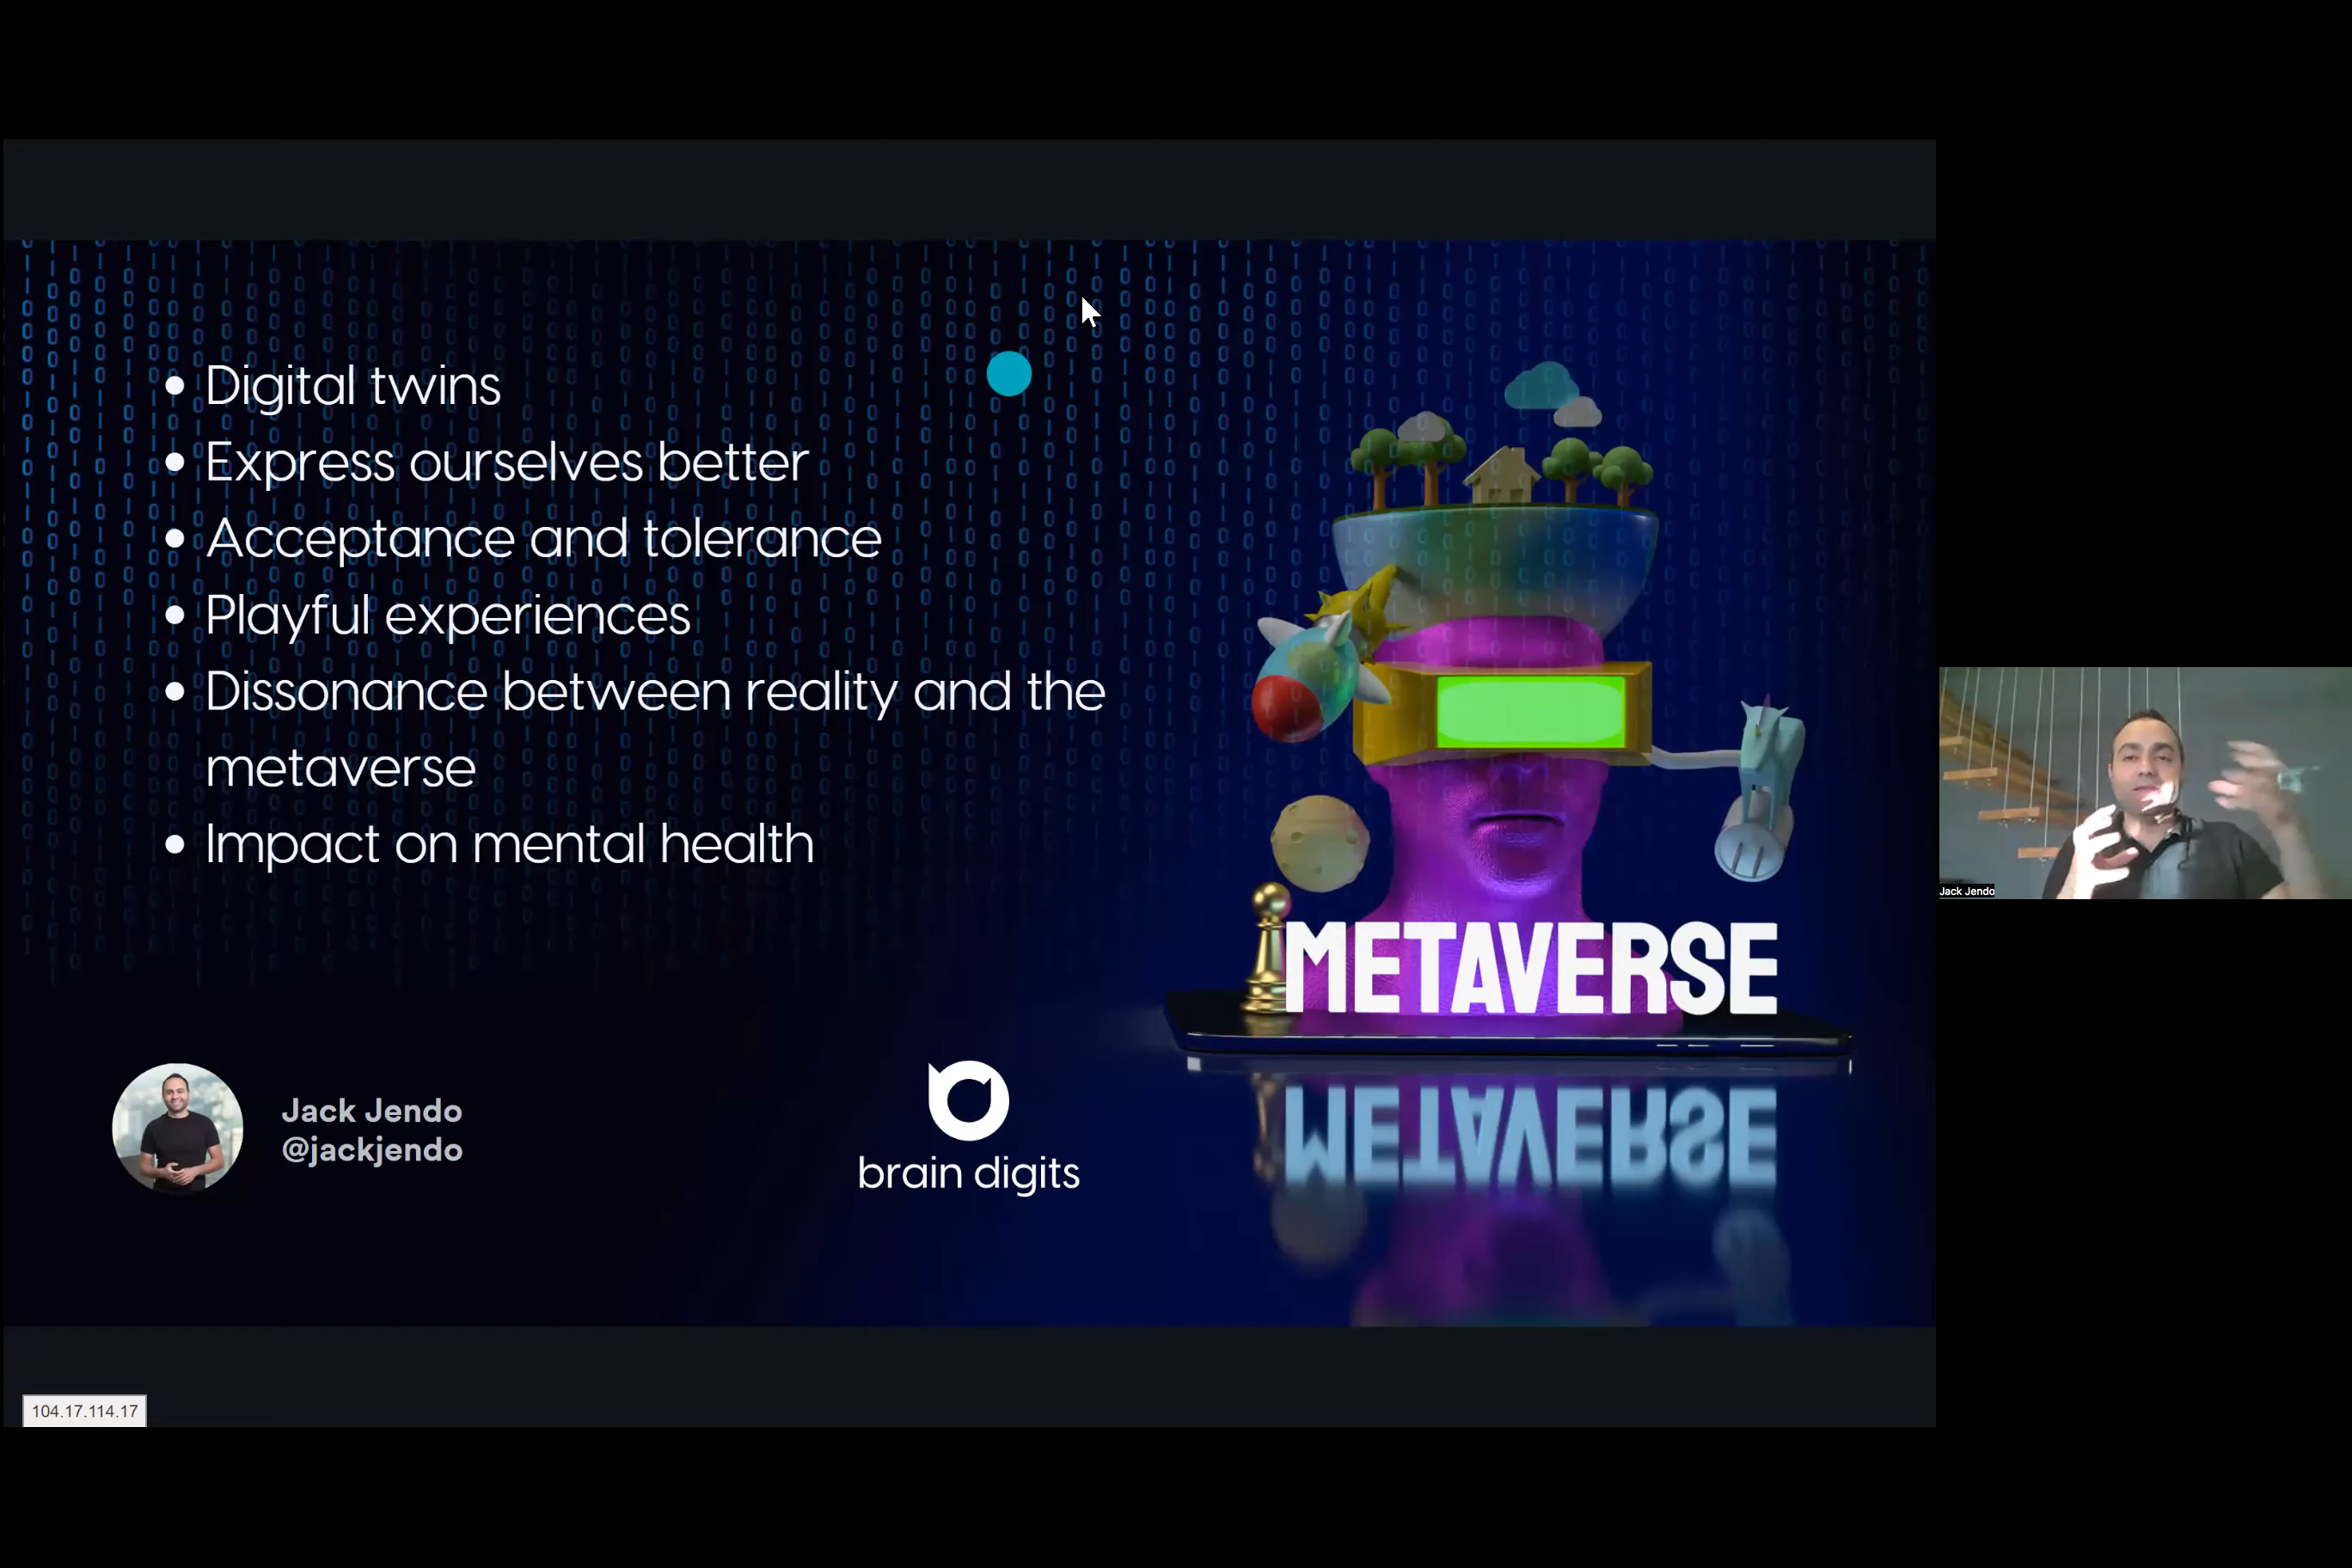 • Digital twins
• Express ourselves better
• Acceptance and tolerance
• Playful experiences
• Dissonance between reality and the
metaverse
• Impact on mental health
METAVERSE
Jack Jendo
@jackjendo
brain digits
METAVERSE
Jack Jendo
104.17.114.17